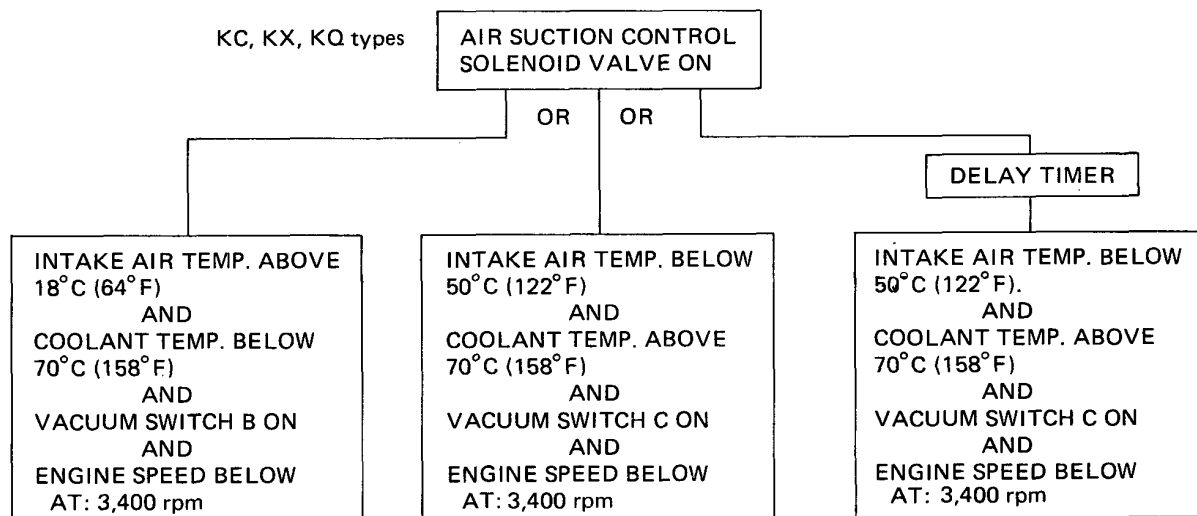 KC, KX, KQ types
AIR SUCTION CONTROL
SOLENOID VALVE ON
OR OR
DELAY TIMER
INTAKE AIR TEMP. ABOVE
18°C (64°F)
AND
COOLANT TEMP. BELOW
70°C (158°F)
AND
VACUUM SWITCH B ON
AND
ENGINE SPEED BELOW
AT: 3,400 rpm
INTAKE AIR TEMP. BELOW
50°C (122°F)
AND
COOLANT TEMP. ABOVE
70°C (158°F)
AND
VACUUM SWITCH C ON
AND
ENGINE SPEED BELOW
AT: 3,400 rpm
INTAKE AIR TEMP. BELOW
50°C (122°F).
AND
COOLANT TEMP. ABOVE
70°C (158°F)
AND
VACUUM SWITCH C ON
AND
ENGINE SPEED BELOW
AT: 3,400 rpm